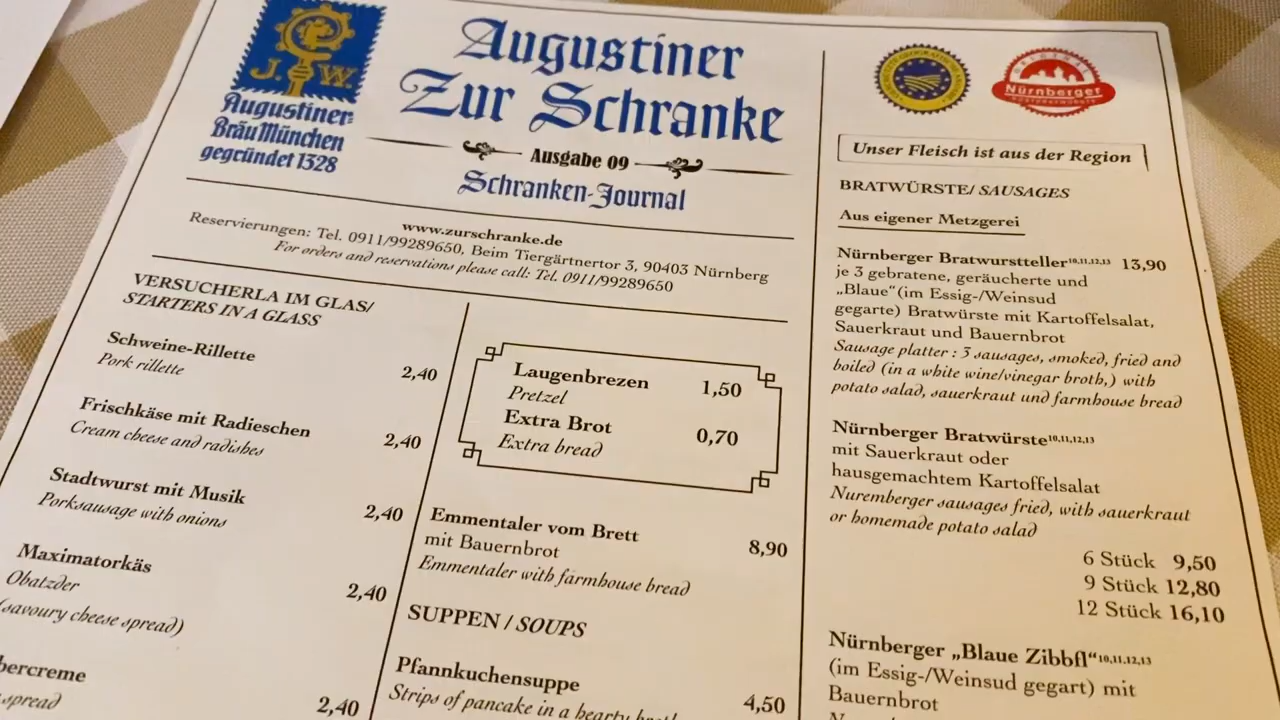 J. W.
Augustiner
Bräu München
gegründet 1328
Augustiner
Zur Schranke
Ausgabe 09
Schranken-Journal
www.zurschranke.de
Reservierungen: Tel. 0911/99289650, Beim Tiergärtnertor 3, 90403 Nürnberg
For orders and reservations please call: Tel. 0911/99289650
VERSUCHERLA IM GLAS/
STARTERS IN A GLASS
Schweine-Rillette
Pork rillette 2,40
Frischkäse mit Radieschen
Cream cheese and radishes 2,40
Stadtwurst mit Musik
Porksausage with onions 2,40
Maximatorkäs
Obatzder 2,40
(savoury cheese spread)
bercreme
spread 2,40
Laugenbrezen 1,50
Pretzel
Extra Brot 0,70
Extra bread
Emmentaler vom Brett 8,90
mit Bauernbrot
Emmentaler with farmhouse bread
SUPPEN / SOUPS
Pfannkuchensuppe 4,50
Strips of pancake in a hearty
Nürnberger
Unser Fleisch ist aus der Region
BRATWÜRSTE/ SAUSAGES
Aus eigener Metzgerei
Nürnberger Bratwurstteller10,11,12,13 13,90
je 3 gebratene, geräucherte und
„Blaue“(im Essig-/Weinsud
gegarte) Bratwürste mit Kartoffelsalat,
Sauerkraut und Bauernbrot
Sausage platter : 3 sausages, smoked, fried and
boiled (in a white wine/vinegar broth,) with
potato salad, sauerkraut und farmhouse bread
Nürnberger Bratwürste10,11,12,13
mit Sauerkraut oder
hausgemachtem Kartoffelsalat
Nuremberger sausages fried, with sauerkraut
or homemade potato salad
6 Stück 9,50
9 Stück 12,80
12 Stück 16,10
Nürnberger „Blaue Zibbfl“10,11,12,13
(im Essig-/Weinsud gegart) mit
Bauernbrot